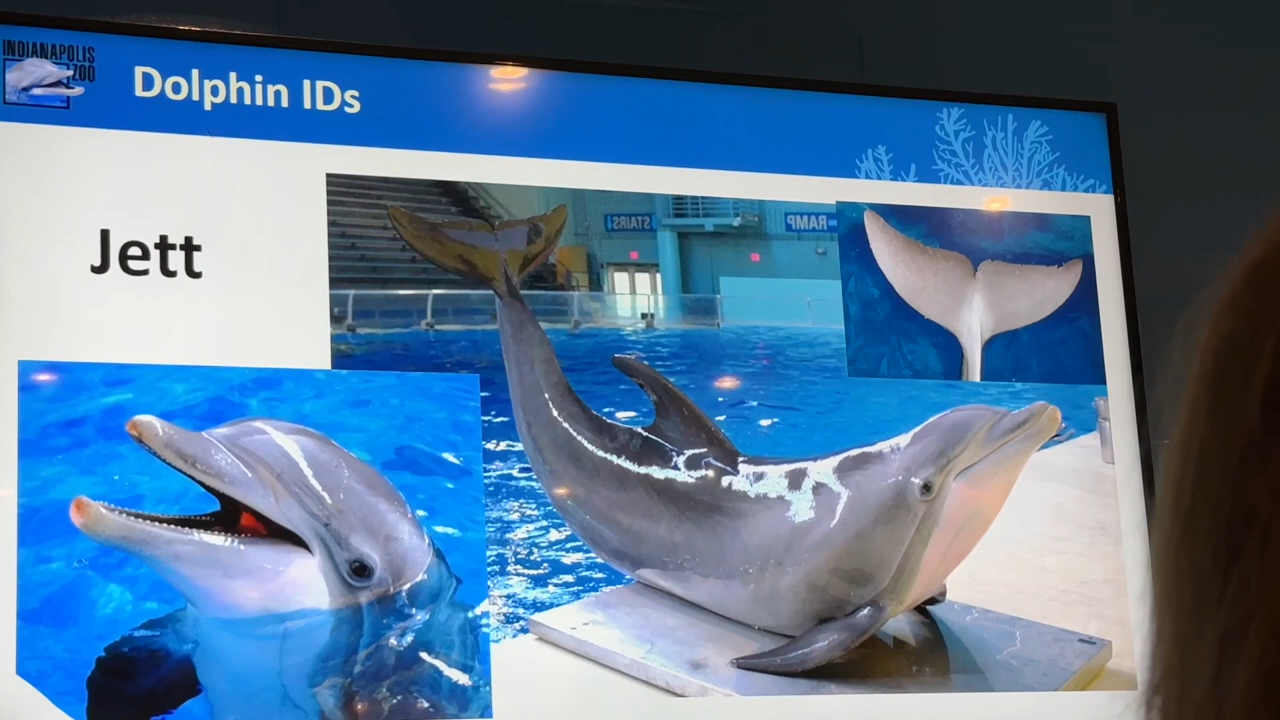 INDIANAPOLIS
ZOO
Dolphin IDs
Jett
STAIRS
RAMP